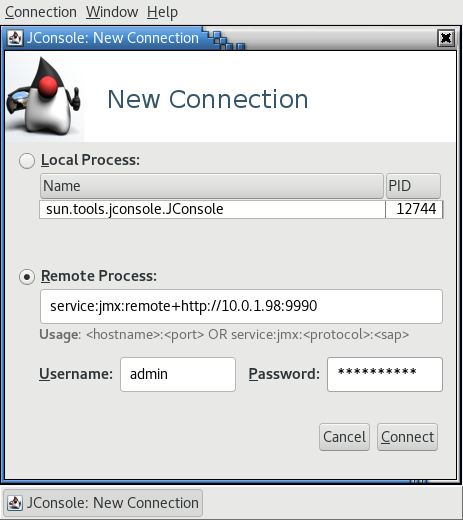 Connection Window Help
JConsole: New Connection
New Connection
Local Process:
Name PID
sun.tools.jconsole.JConsole 12744
Remote Process:
service:jmx:remote+http://10.0.1.98:9990
Usage: <hostname>:<port> OR service:jmx:<protocol>:<sap>
Username: admin Password: **********
Cancel Connect
JConsole: New Connection